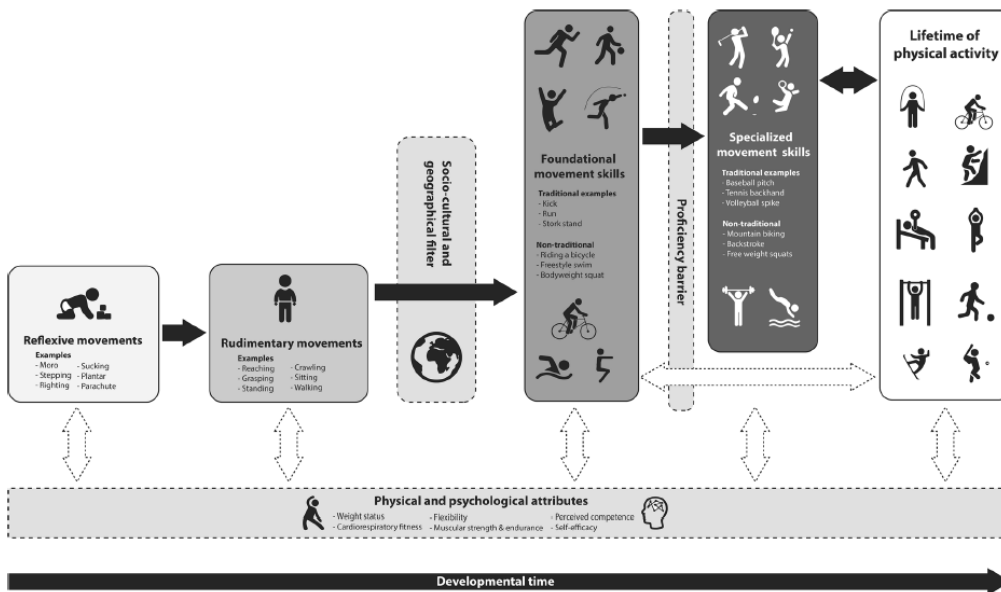 Reflexive movements
Examples
- Moro
- Stepping
- Righting
- Sucking
- Plantar
- Parachute
Rudimentary movements
Examples
- Reaching
- Grasping
- Standing
- Crawling
- Sitting
- Walking
Socio-cultural and
geographical filter
Foundational
movement skills
Traditional examples
- Kick
- Run
- Stork stand
Non-traditional
- Riding a bicycle
- Freestyle swim
- Bodyweight squat
Proficiency barrier
Specialized
movement skills
Traditional examples
- Baseball pitch
- Tennis backhand
- Volleyball spike
Non-traditional
- Mountain biking
- Backstroke
- Free weight squats
Lifetime of
physical activity
Physical and psychological attributes
- Weight status
- Cardiorespiratory fitness
- Flexibility
- Muscular strength & endurance
- Perceived competence
- Self-efficacy
Developmental time